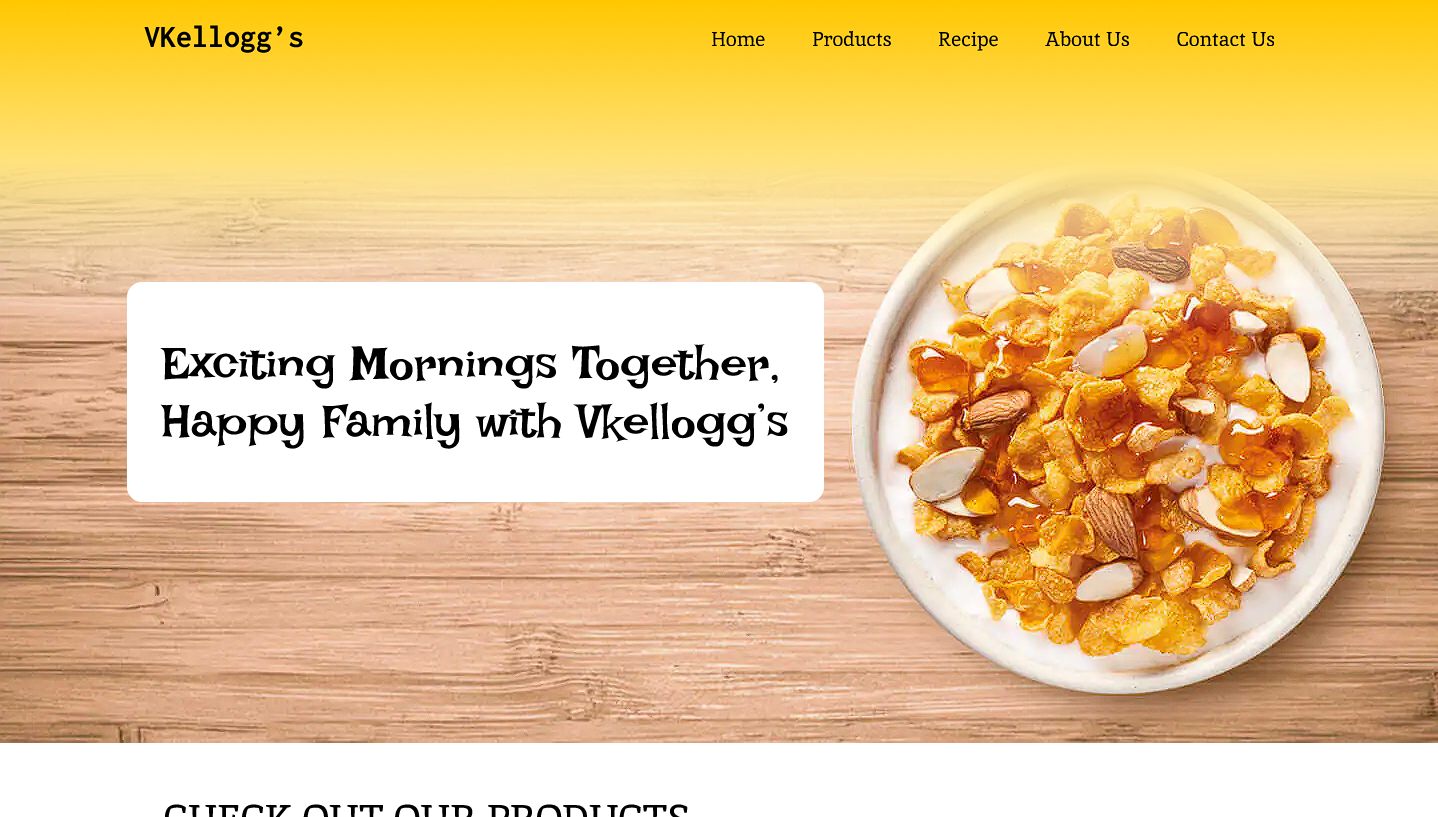 VKellogg’s
Home Products Recipe About Us Contact Us
Exciting Mornings Together,
Happy Family with Vkellogg’s
CHECK OUT OUR PRODUCTS